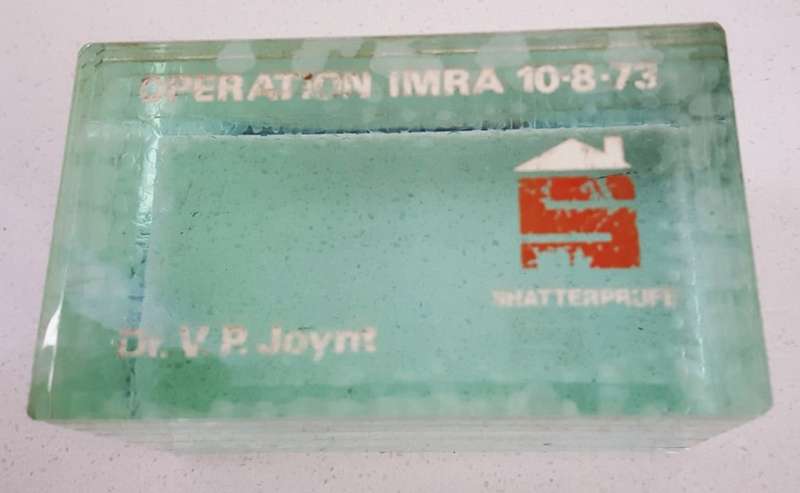 OPERATION IMRA 10-8-73
SHATTERPRUFE
Dr. V P. Joynt